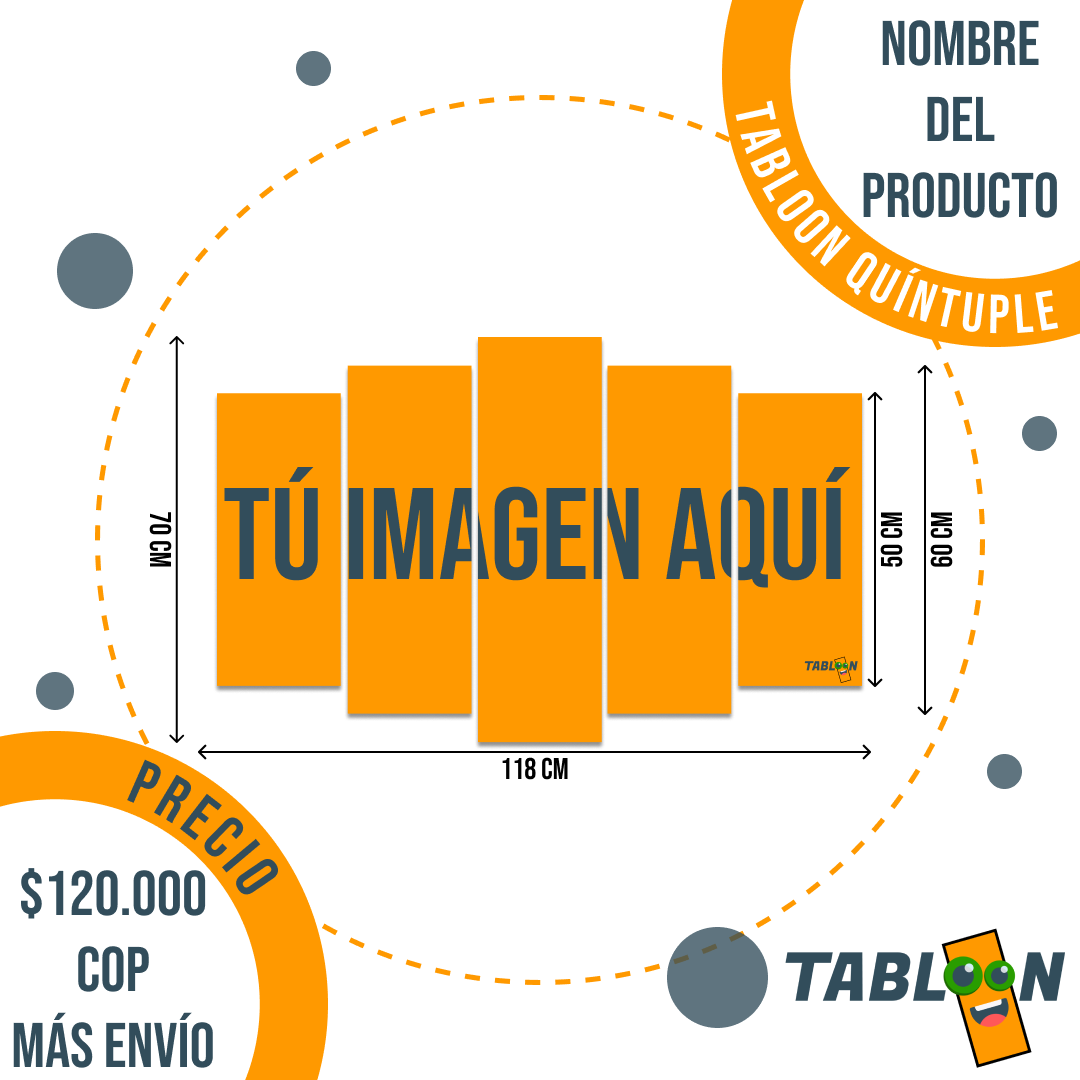 NOMBRE
DEL
PRODUCTO
TABLOON QUÍNTUPLE
TÚ IMAGEN AQUÍ
70 CM
50 CM
60 CM
TABLOON
118 CM
PRECIO
$120.000
COP
MÁS ENVÍO
TABLOON